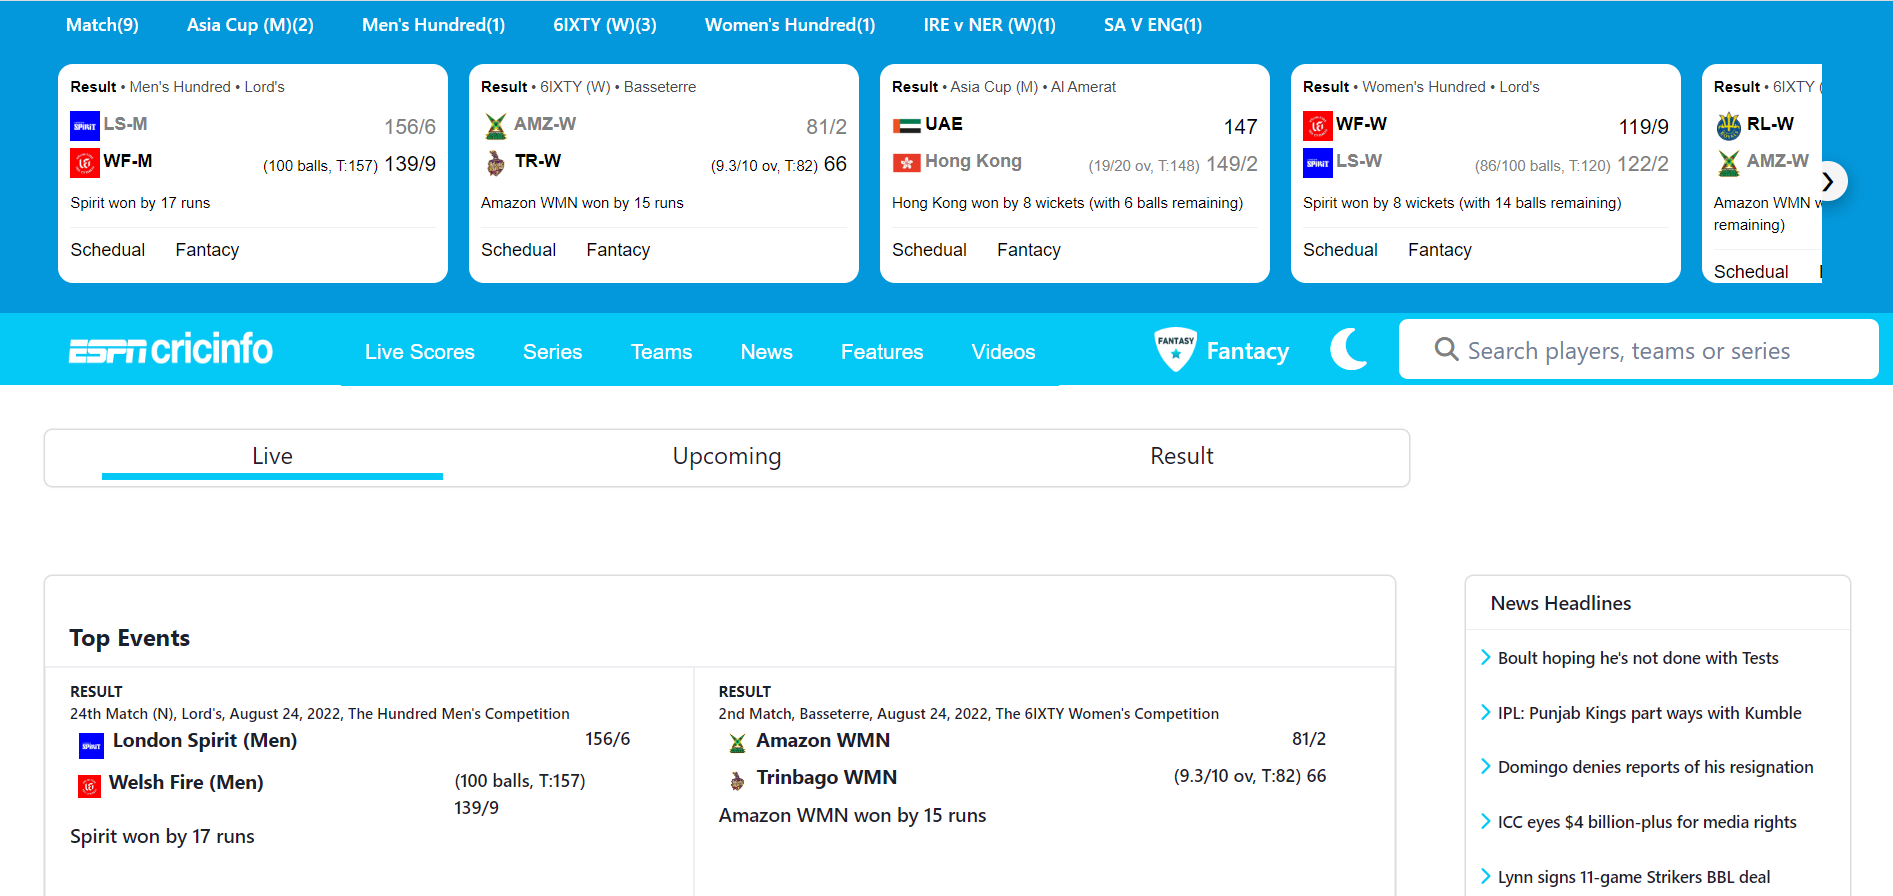 Match(9) Asia Cup (M)(2) Men's Hundred(1) 6IXTY (W)(3) Women's Hundred(1) IRE v NER (W)(1) SA V ENG(1)
Result • Men's Hundred • Lord's
SPIRIT LS-M 156/6
WF-M (100 balls, T:157) 139/9
Spirit won by 17 runs
Schedual Fantacy
Result • 6IXTY (W) • Basseterre
AMZ-W 81/2
TR-W (9.3/10 ov, T:82) 66
Amazon WMN won by 15 runs
Schedual Fantacy
Result • Asia Cup (M) • Al Amerat
UAE 147
Hong Kong (19/20 ov, T:148) 149/2
Hong Kong won by 8 wickets (with 6 balls remaining)
Schedual Fantacy
Result • Women's Hundred • Lord's
WF-W 119/9
SPIRIT LS-W (86/100 balls, T:120) 122/2
Spirit won by 8 wickets (with 14 balls remaining)
Schedual Fantacy
Result • 6IXTY (
RL-W
AMZ-W
Amazon WMN
remaining)
Schedual
ESPN cricinfo Live Scores Series Teams News Features Videos FANTASY Fantacy Search players, teams or series
Live Upcoming Result
Top Events
RESULT
24th Match (N), Lord's, August 24, 2022, The Hundred Men's Competition
SPIRIT London Spirit (Men) 156/6
Welsh Fire (Men) (100 balls, T:157)
139/9
Spirit won by 17 runs
RESULT
2nd Match, Basseterre, August 24, 2022, The 6IXTY Women's Competition
Amazon WMN 81/2
Trinbago WMN (9.3/10 ov, T:82) 66
Amazon WMN won by 15 runs
News Headlines
Boult hoping he's not done with Tests
IPL: Punjab Kings part ways with Kumble
Domingo denies reports of his resignation
ICC eyes $4 billion-plus for media rights
Lynn signs 11-game Strikers BBL deal